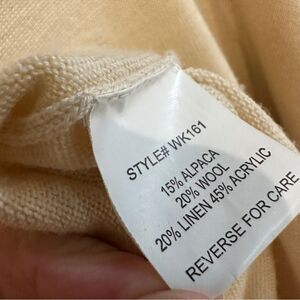 STYLE# WK161
15% ALPACA
20% WOOL
20% LINEN 45% ACRYLIC
REVERSE FOR CARE